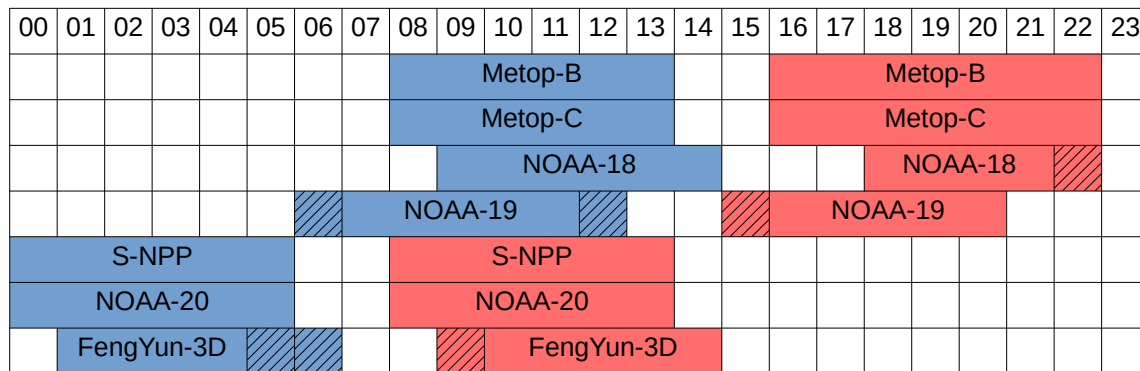 00 01 02 03 04 05 06 07 08 09 10 11 12 13 14 15 16 17 18 19 20 21 22 23
Metop-B Metop-B
Metop-C Metop-C
NOAA-18 NOAA-18
NOAA-19 NOAA-19
S-NPP S-NPP
NOAA-20 NOAA-20
FengYun-3D FengYun-3D